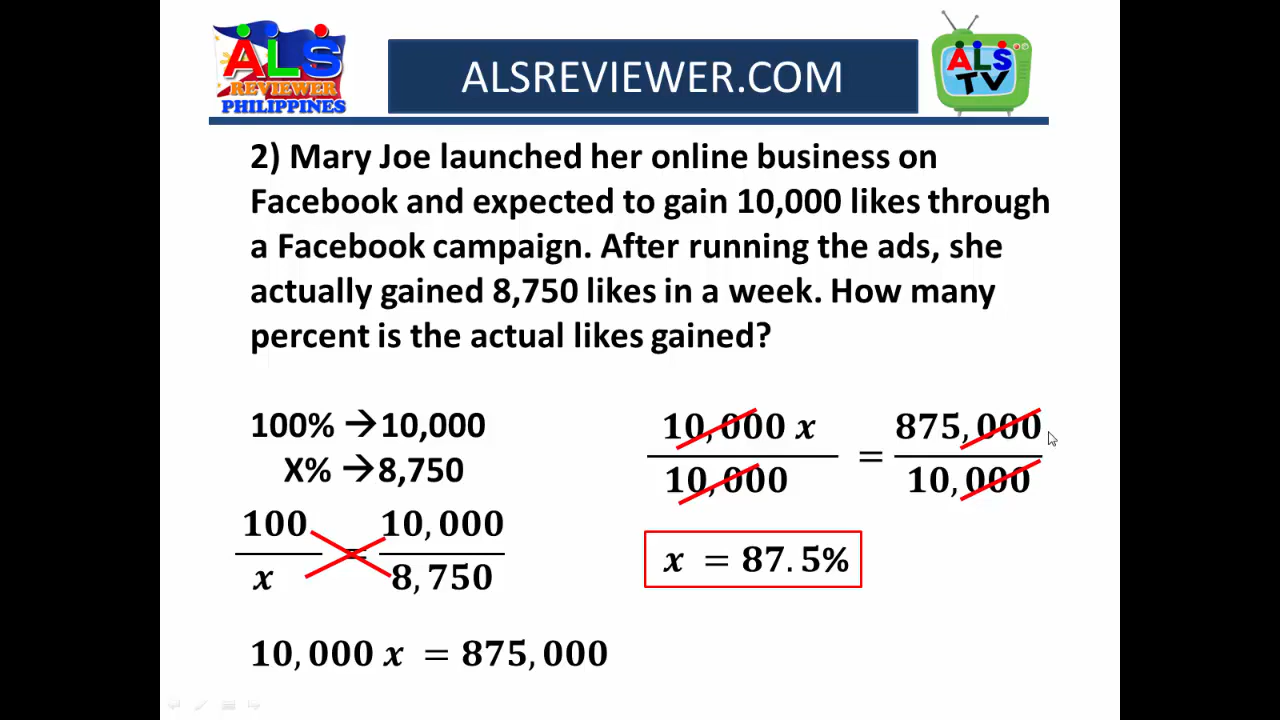 ALS
REVIEWER
PHILIPPINES
ALSREVIEWER.COM
ALS
TV
2) Mary Joe launched her online business on
Facebook and expected to gain 10,000 likes through
a Facebook campaign. After running the ads, she
actually gained 8,750 likes in a week. How many
percent is the actual likes gained?
100% → 10,000
X% → 8,750
100 / x = 10,000 / 8,750
10,000 x = 875,000
10,000 x / 10,000 = 875,000 / 10,000
x = 87.5%